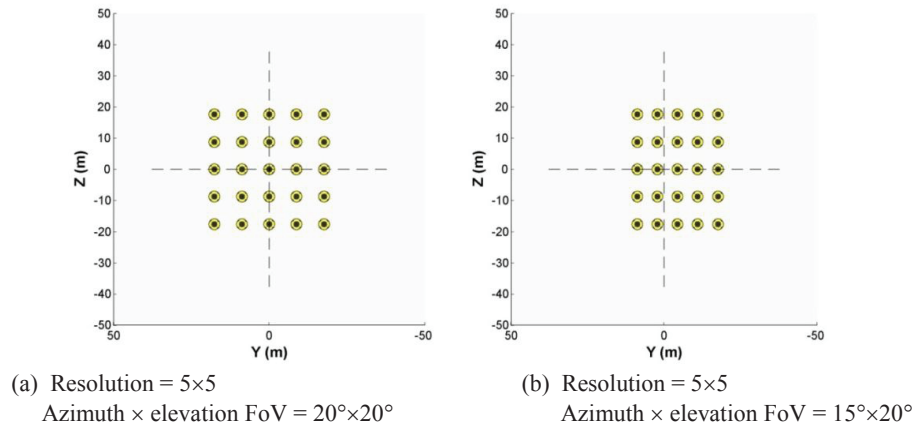 50
40
30
20
10
0
-10
-20
-30
-40
-50
Z (m)
50 0 -50
Y (m)
50
40
30
20
10
0
-10
-20
-30
-40
-50
Z (m)
50 0 -50
Y (m)
(a) Resolution = 5×5
Azimuth × elevation FoV = 20°×20°
(b) Resolution = 5×5
Azimuth × elevation FoV = 15°×20°